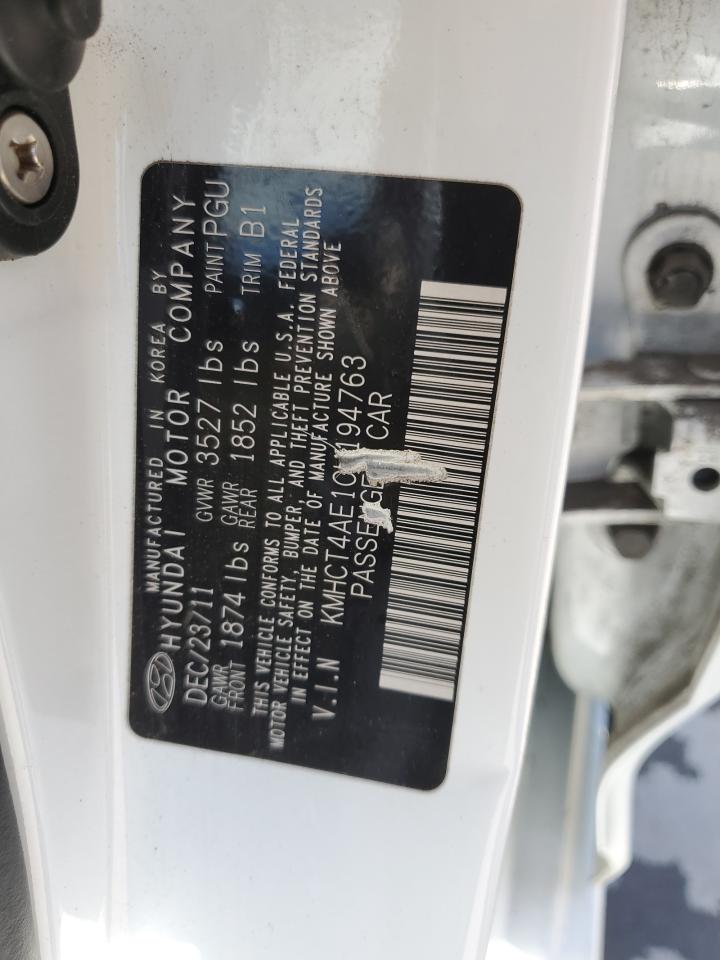 MANUFACTURED IN KOREA BY
HYUNDAI MOTOR COMPANY
DEC/23/11 GVWR 3527 lbs PAINT PGU
GAWR FRONT 1874 lbs GAWR REAR 1852 lbs TRIM B1
THIS VEHICLE CONFORMS TO ALL APPLICABLE U.S.A. FEDERAL
MOTOR VEHICLE SAFETY, BUMPER, AND THEFT PREVENTION STANDARDS
IN EFFECT ON THE DATE OF MANUFACTURE SHOWN ABOVE
V.I.N
PASSENGER CAR